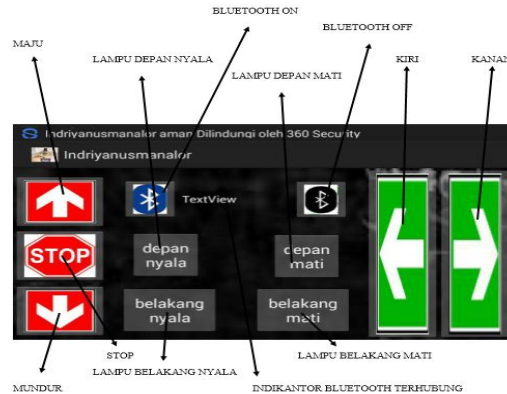 BLUETOOTH ON
BLUETOOTH OFF
MAJU
LAMPU DEPAN NYALA
LAMPU DEPAN MATI
KIRI
KANAN
Indriyanusmanalor aman Dilindungi oleh 360 Security
Indriyanusmanalor
TextView
STOP
depan
nyala
depan
mati
belakang
nyala
belakang
mati
STOP
LAMPU BELAKANG MATI
LAMPU BELAKANG NYALA
MUNDUR
INDIKANTOR BLUETOOTH TERHUBUNG